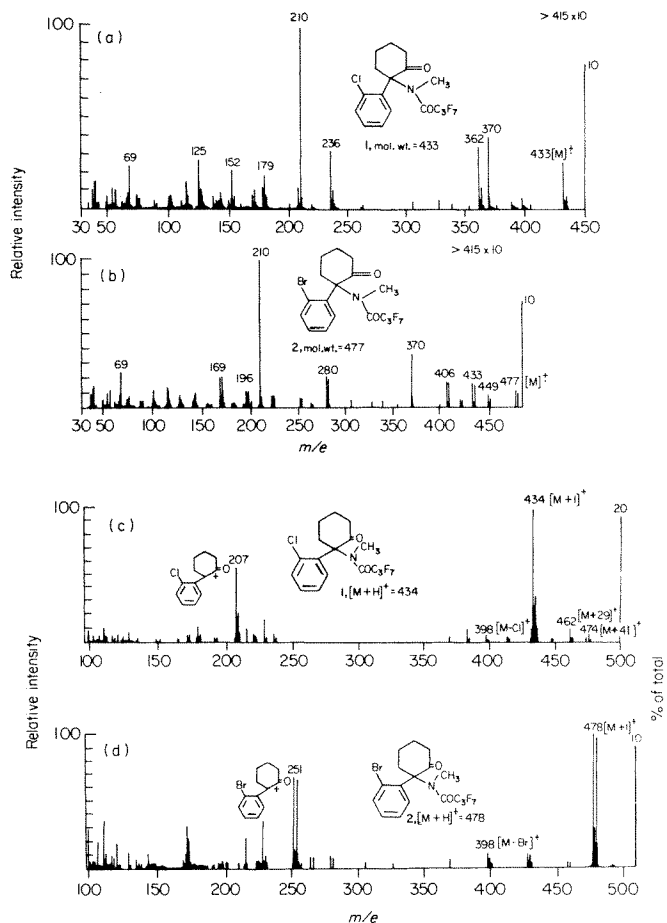 100
(a)
210
> 415 x 10
10
Cl
O
CH₃
N
COC₃F₇
1, mol. wt. = 433
69
125
152
179
236
362
370
433[M]⁺·
Relative intensity
30 50 100 150 200 250 300 350 400 450
100
(b)
210
> 415 x 10
10
Br
O
CH₃
N
COC₃F₇
2, mol.wt. = 477
69
169
196
280
370
406
433
449
477
[M]⁺·
30 50 100 150 200 250 300 350 400 450
m/e
100
(c)
434 [M + 1]⁺
20
Cl
O
+
207
Cl
O
CH₃
N
COC₃F₇
1, [M + H]⁺ = 434
398 [M-Cl]⁺
462 [M+29]⁺
474 [M+41]⁺
Relative intensity
% of total
100 150 200 250 300 350 400 450 500
100
(d)
478 [M+1]⁺
10
Br
O
+
251
Br
O
CH₃
N
COC₃F₇
2, [M + H]⁺ = 478
398 [M-Br]⁺
100 150 200 250 300 350 400 450 500
m/e